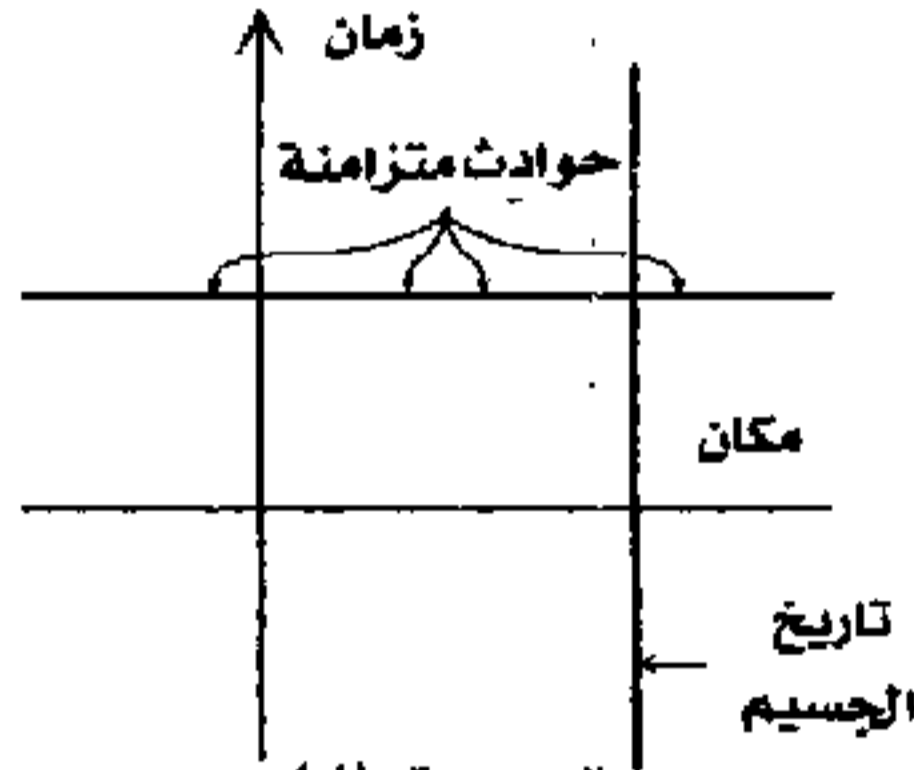 زمان
حوادث متزامنة
مكان
تاريخ
الجسيم